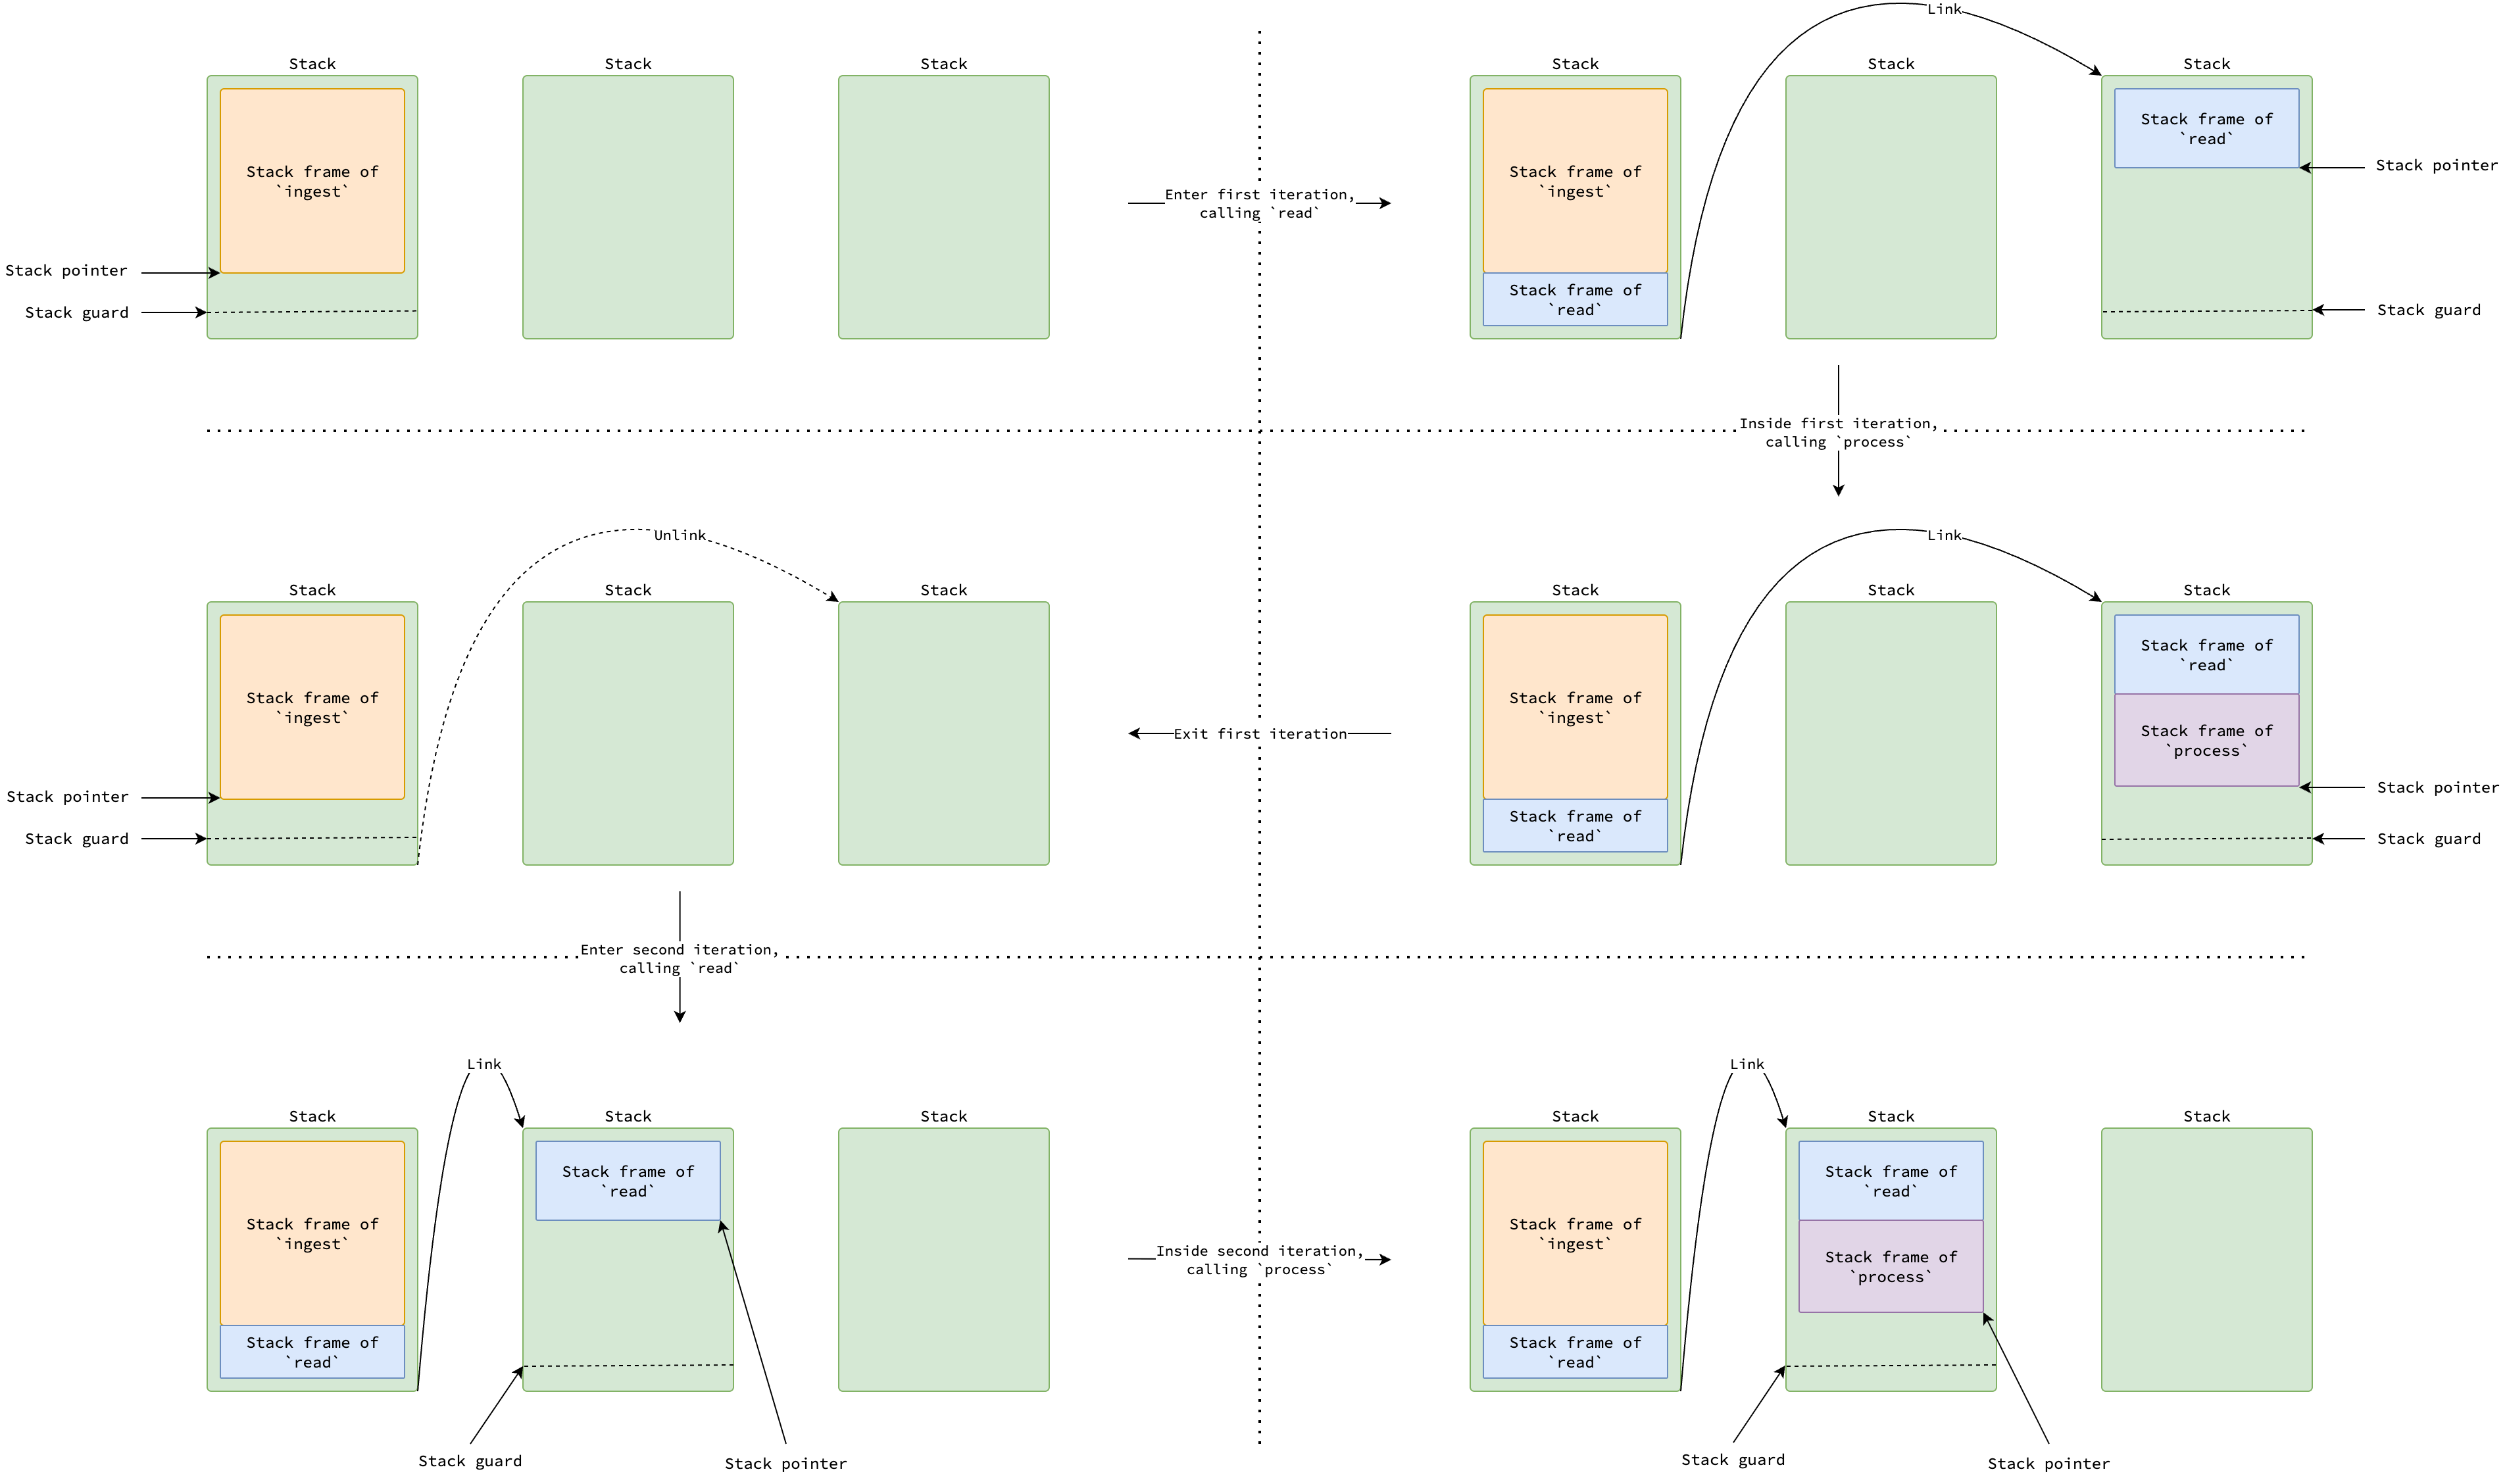 Link
Stack
Stack
Stack
Stack
Stack
Stack
Stack frame of
`ingest`
Stack pointer
Stack guard
Enter first iteration,
calling `read`
Stack frame of
`ingest`
Stack frame of
`read`
Stack frame of
`read`
Stack pointer
Stack guard
Inside first iteration,
calling `process`
Unlink
Link
Stack
Stack
Stack
Stack
Stack
Stack
Stack frame of
`ingest`
Stack pointer
Stack guard
Exit first iteration
Stack frame of
`ingest`
Stack frame of
`read`
Stack frame of
`read`
Stack frame of
`process`
Stack pointer
Stack guard
Enter second iteration,
calling `read`
Link
Link
Stack
Stack
Stack
Stack
Stack
Stack
Stack frame of
`ingest`
Stack frame of
`read`
Stack frame of
`read`
Stack guard
Stack pointer
Inside second iteration,
calling `process`
Stack frame of
`ingest`
Stack frame of
`read`
Stack frame of
`read`
Stack frame of
`process`
Stack guard
Stack pointer